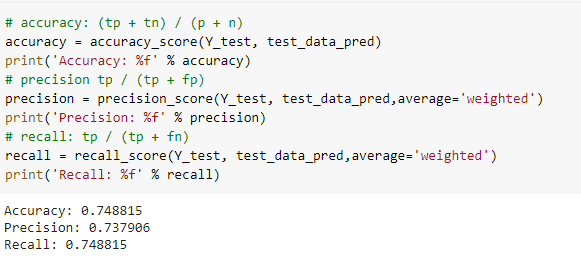 # accuracy: (tp + tn) / (p + n)
accuracy = accuracy_score(Y_test, test_data_pred)
print('Accuracy: %f' % accuracy)
# precision tp / (tp + fp)
precision = precision_score(Y_test, test_data_pred,average='weighted')
print('Precision: %f' % precision)
# recall: tp / (tp + fn)
recall = recall_score(Y_test, test_data_pred,average='weighted')
print('Recall: %f' % recall)
Accuracy: 0.748815
Precision: 0.737906
Recall: 0.748815